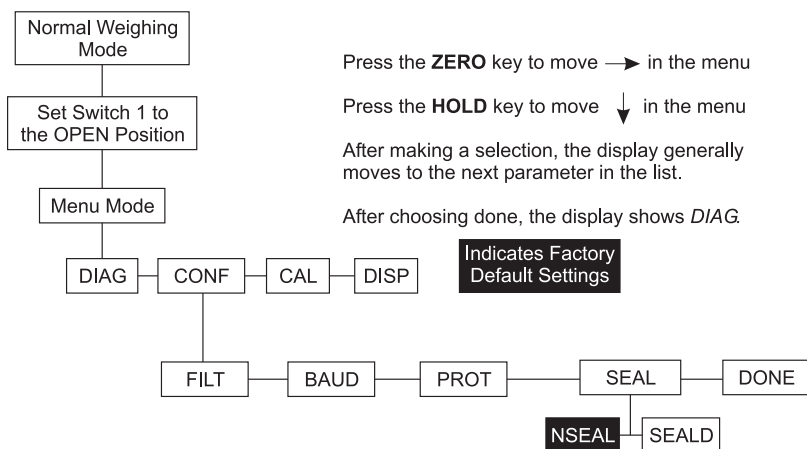 Normal Weighing
Mode
Set Switch 1 to
the OPEN Position
Menu Mode
Press the ZERO key to move → in the menu
Press the HOLD key to move ↓ in the menu
After making a selection, the display generally
moves to the next parameter in the list.
After choosing done, the display shows DIAG.
Indicates Factory
Default Settings
DIAG CONF CAL DISP
FILT BAUD PROT SEAL DONE
NSEAL SEALD